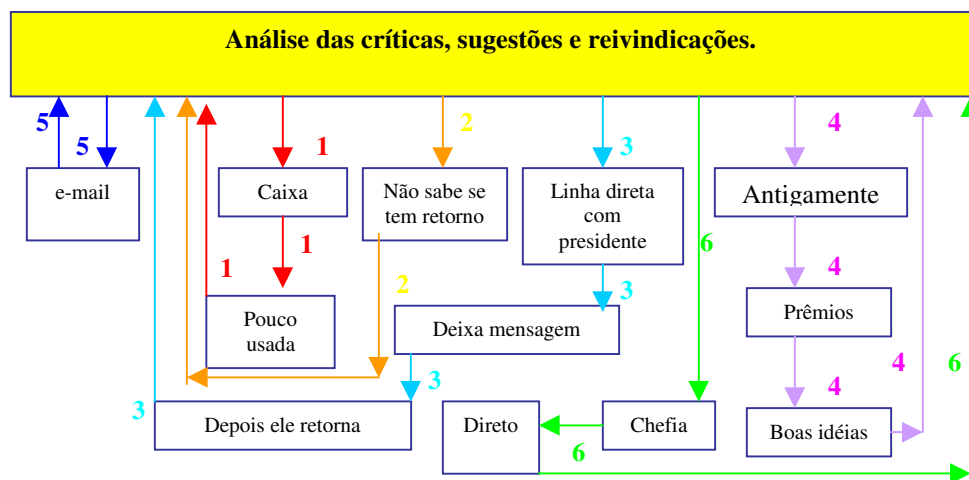 Análise das críticas, sugestões e reivindicações.
5
5
1
2
3
4
e-mail
Caixa
Não sabe se
tem retorno
Linha direta
com
presidente
Antigamente
1
6
1
2
3
4
Pouco
usada
Deixa mensagem
Prêmios
3
3
4
4
6
Depois ele retorna
Direto
6
Chefia
Boas idéias